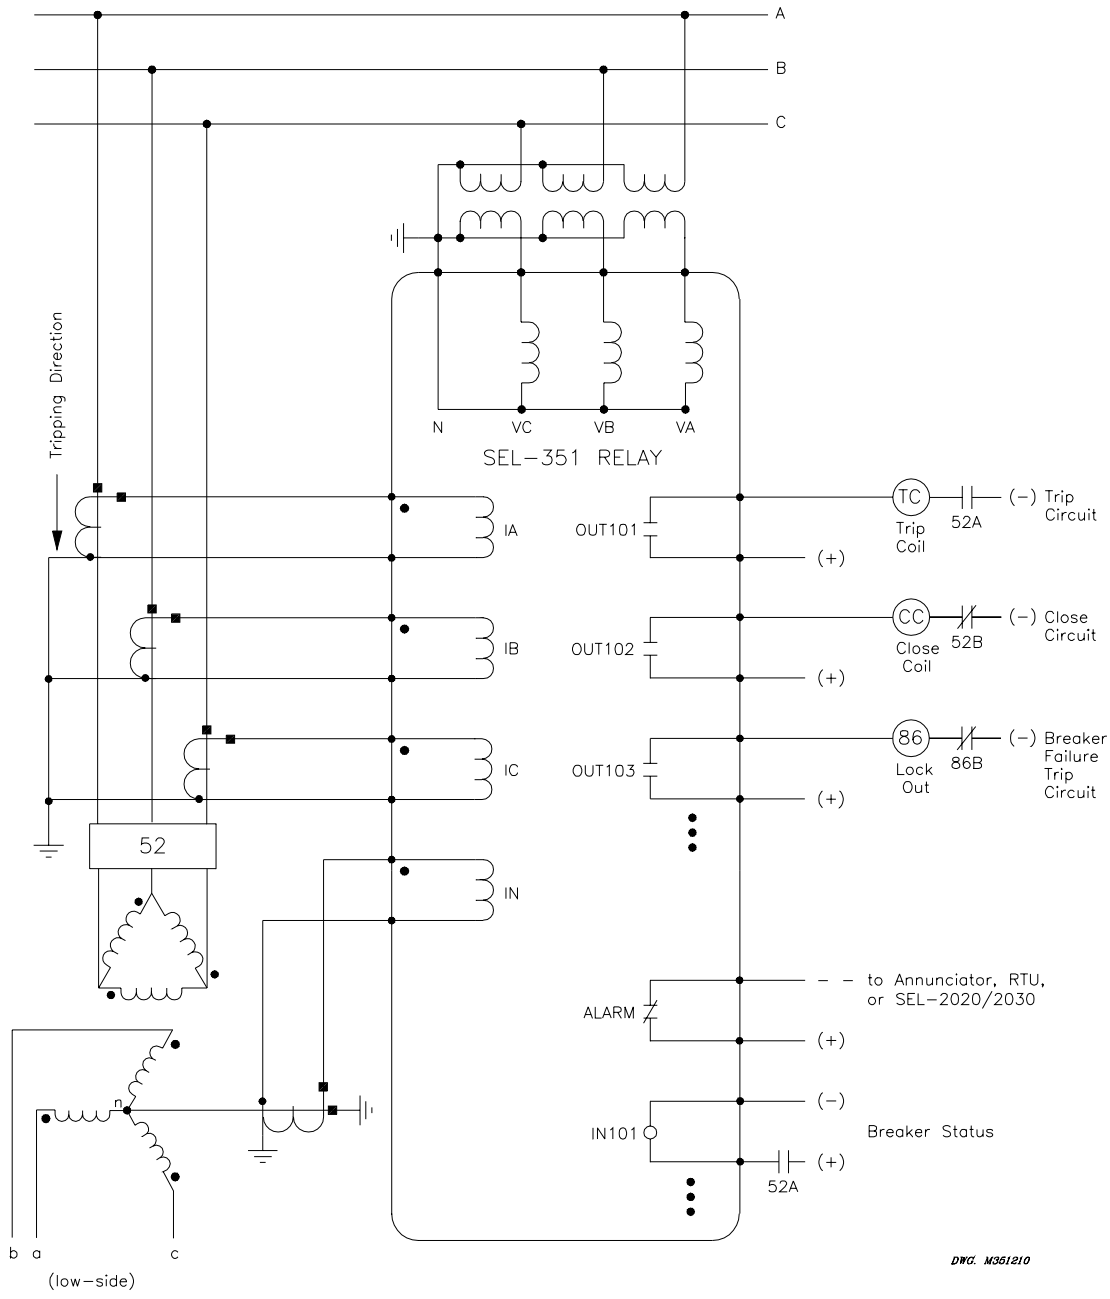 A
B
C
Tripping Direction
N VC VB VA
SEL-351 RELAY
IA
OUT101
TC
Trip
Coil
52A
(-) Trip
Circuit
(+)
IB
OUT102
CC
Close
Coil
52B
(-) Close
Circuit
(+)
IC
OUT103
86
Lock
Out
86B
(-) Breaker
Failure
Trip
Circuit
(+)
52
IN
ALARM
to Annunciator, RTU,
or SEL-2020/2030
(+)
n
IN101
(-)
Breaker Status
(+)
52A
b a c
(low-side)
DWG. M351210